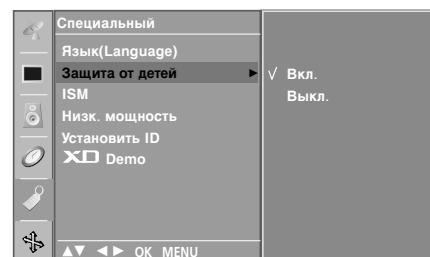 Специальный
Язык(Language)
Защита от детей ►
√ Вкл.
Выкл.
ISM
Низк. мощность
Установить ID
XD Demo
▲▼ ◄► OK MENU